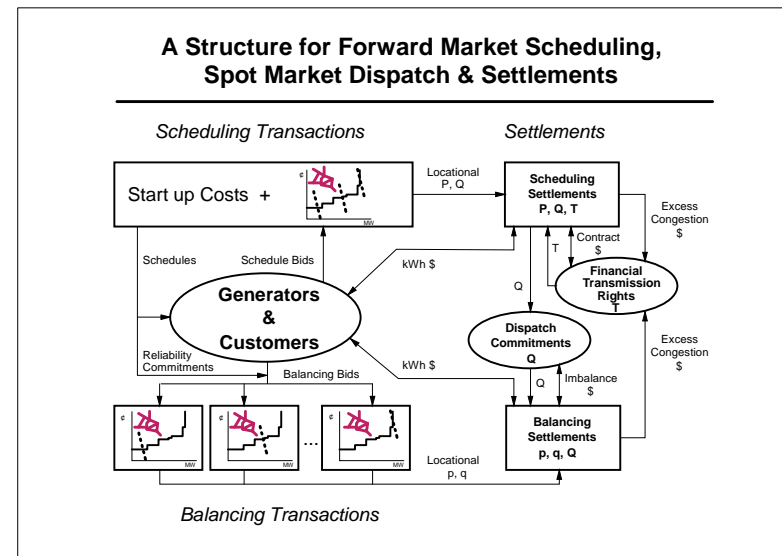 A Structure for Forward Market Scheduling,
Spot Market Dispatch & Settlements
Scheduling Transactions
Settlements
Start up Costs +
¢
MW
Locational
P, Q
Scheduling
Settlements
P, Q, T
Excess
Congestion
$
Schedules
Schedule Bids
kWh $
T
Contract
$
Financial
Transmission
Rights
T
Generators
&
Customers
Q
Dispatch
Commitments
Q
Reliability
Commitments
Balancing Bids
kWh $
Q
Imbalance
$
Excess
Congestion
$
¢
MW
¢
MW
...
¢
MW
Balancing
Settlements
p, q, Q
Locational
p, q
Balancing Transactions